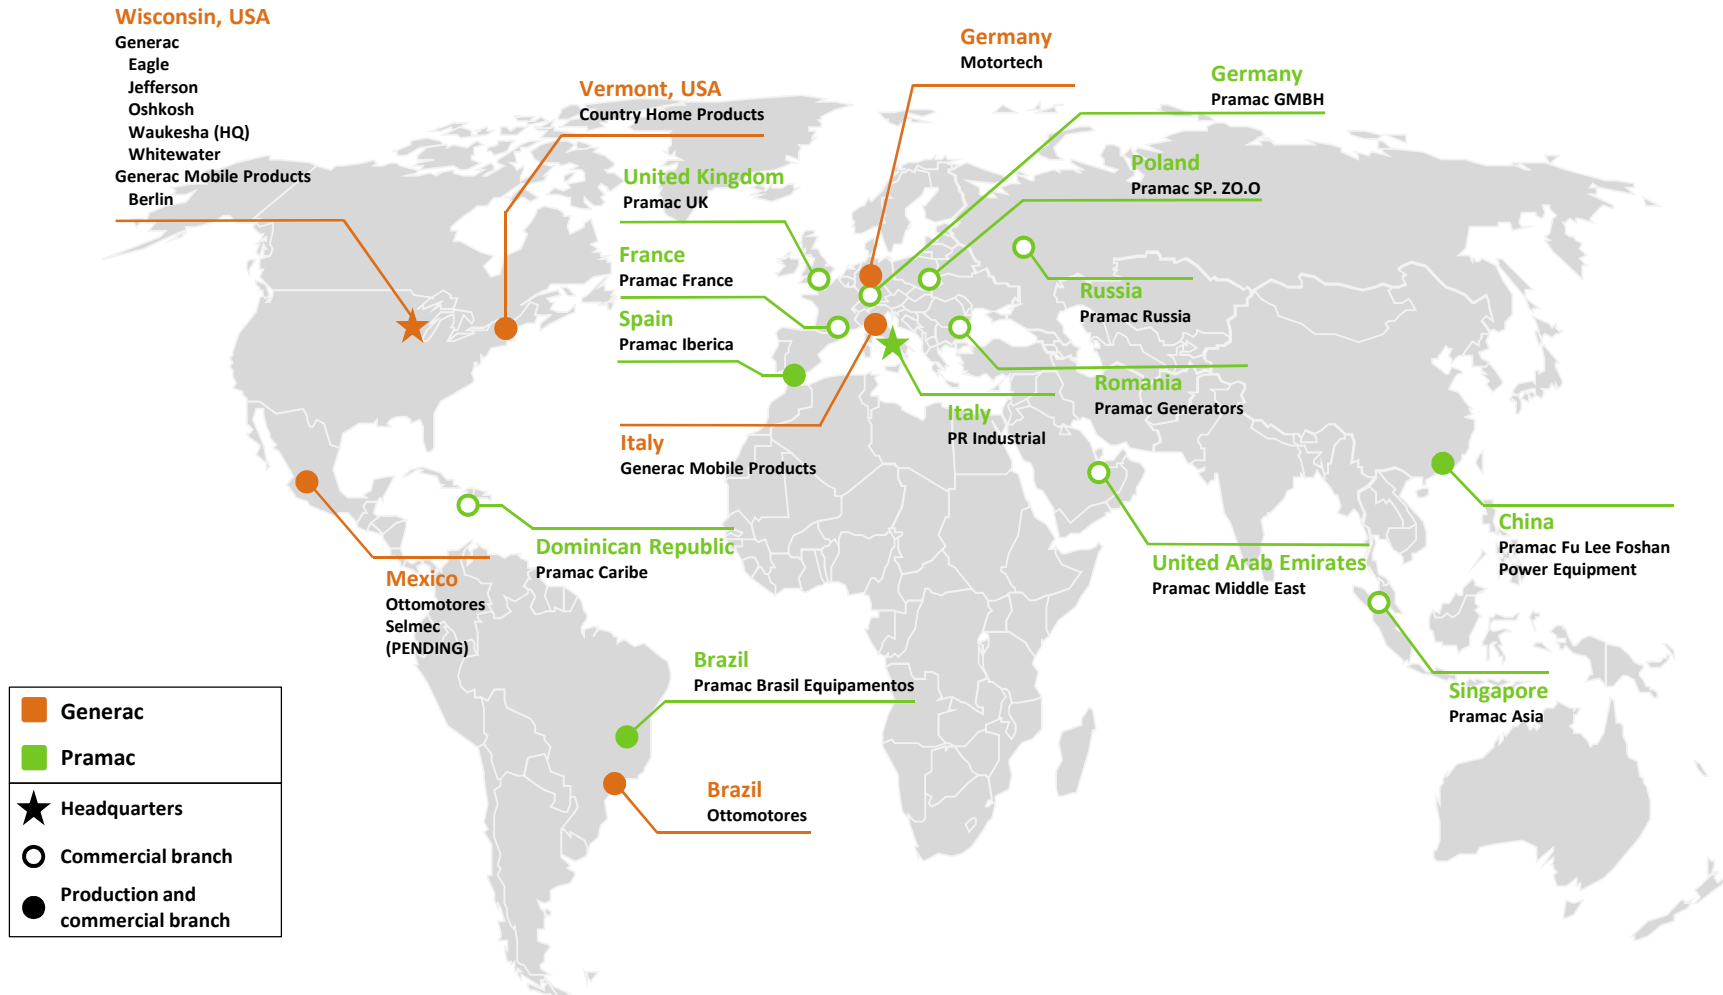 Wisconsin, USA
Generac
Eagle
Jefferson
Oshkosh
Waukesha (HQ)
Whitewater
Generac Mobile Products
Berlin
Vermont, USA
Country Home Products
Germany
Motortech
Germany
Pramac GMBH
United Kingdom
Pramac UK
Poland
Pramac SP. ZO.O
France
Pramac France
Spain
Pramac Iberica
Russia
Pramac Russia
Romania
Pramac Generators
Italy
PR Industrial
Italy
Generac Mobile Products
Dominican Republic
Pramac Caribe
Mexico
Ottomotores
Selmec
(PENDING)
United Arab Emirates
Pramac Middle East
China
Pramac Fu Lee Foshan
Power Equipment
Brazil
Pramac Brasil Equipamentos
Singapore
Pramac Asia
Brazil
Ottomotores
Generac
Pramac
Headquarters
Commercial branch
Production and
commercial branch